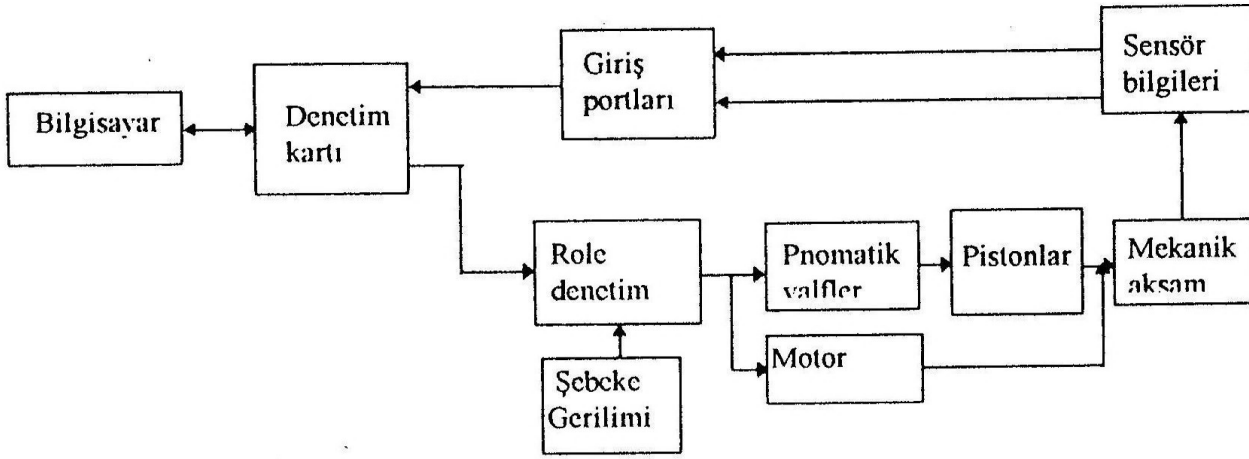 Bilgisayar
Denetim
kartı
Giriş
portları
Sensör
bilgileri
Role
denetim
Şebeke
Gerilimi
Pnomatik
valfler
Motor
Pistonlar
Mekanik
aksam